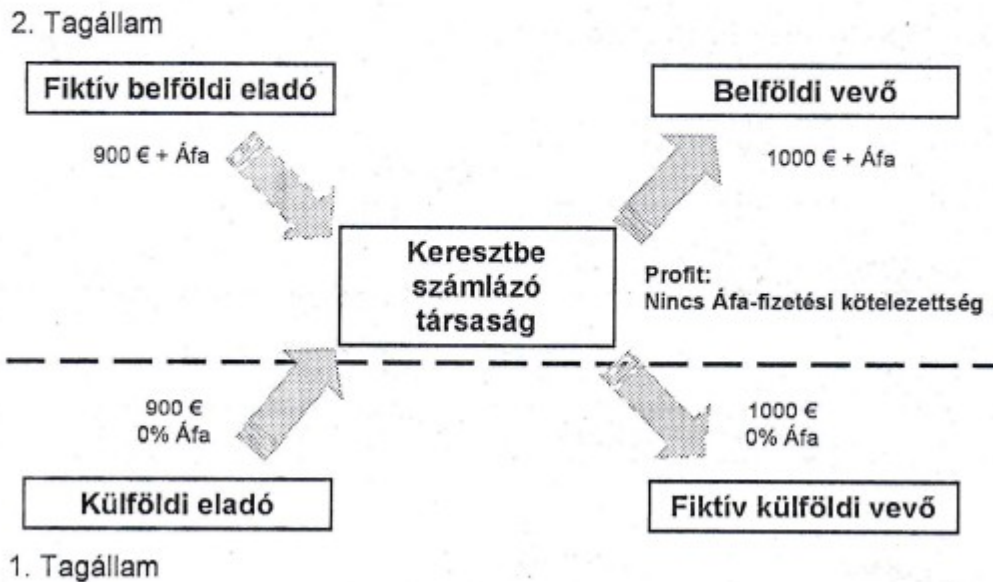 2. Tagállam
Fiktív belföldi eladó
Belföldi vevő
900 € + Áfa
1000 € + Áfa
Keresztbe
számlázó
társaság
Profit:
Nincs Áfa-fizetési kötelezettség
900 €
0% Áfa
1000 €
0% Áfa
Külföldi eladó
Fiktív külföldi vevő
1. Tagállam